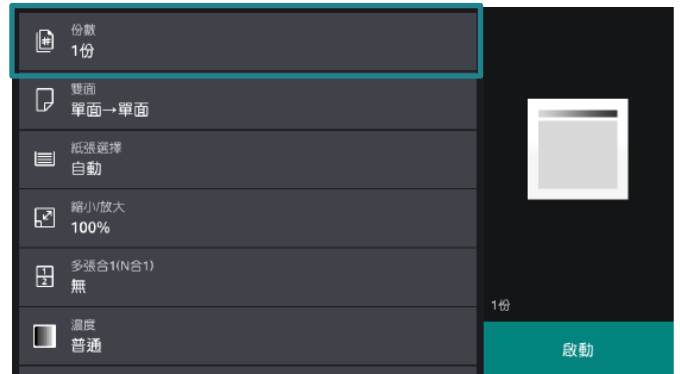 份數
1份
雙面
單面→單面
紙張選擇
自動
縮小/放大
100%
多張合1(N合1)
無
濃度
普通
1份
啟動